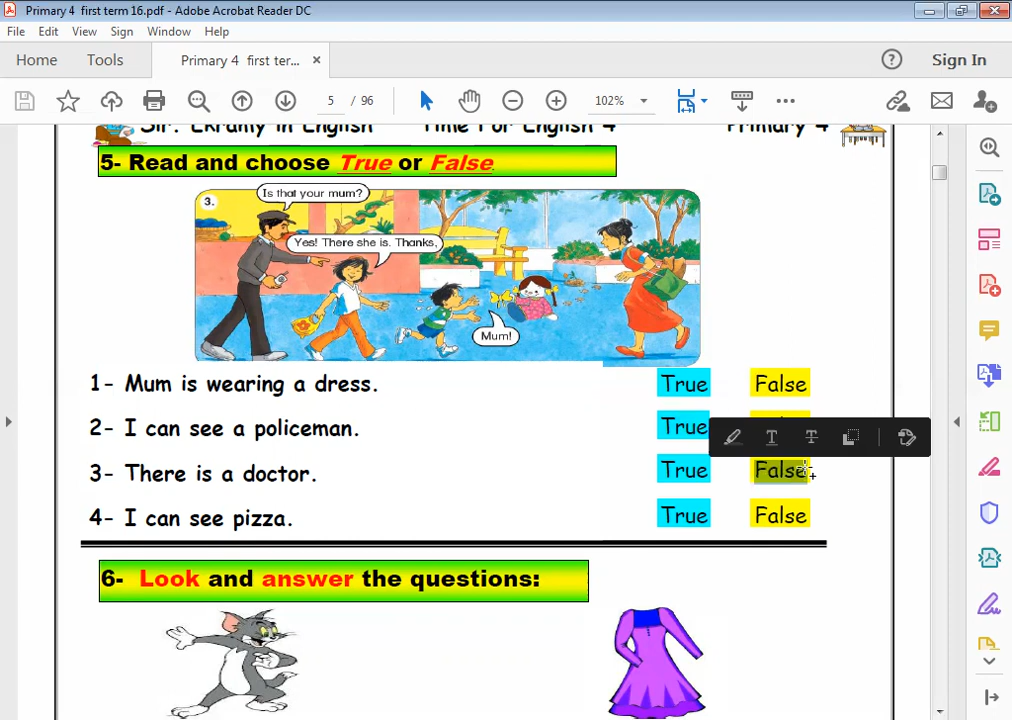 Primary 4 first term 16.pdf - Adobe Acrobat Reader DC
File Edit View Sign Window Help
Home Tools Primary 4 first ter... × Sign In
5 / 96 102%
Sir. Ekramy in English Time For English 4 Primary 4
5- Read and choose True or False.
3.
Is that your mum?
Yes! There she is. Thanks,
Mum!
1- Mum is wearing a dress. True False
2- I can see a policeman. True
3- There is a doctor. True False
4- I can see pizza. True False
6- Look and answer the questions: